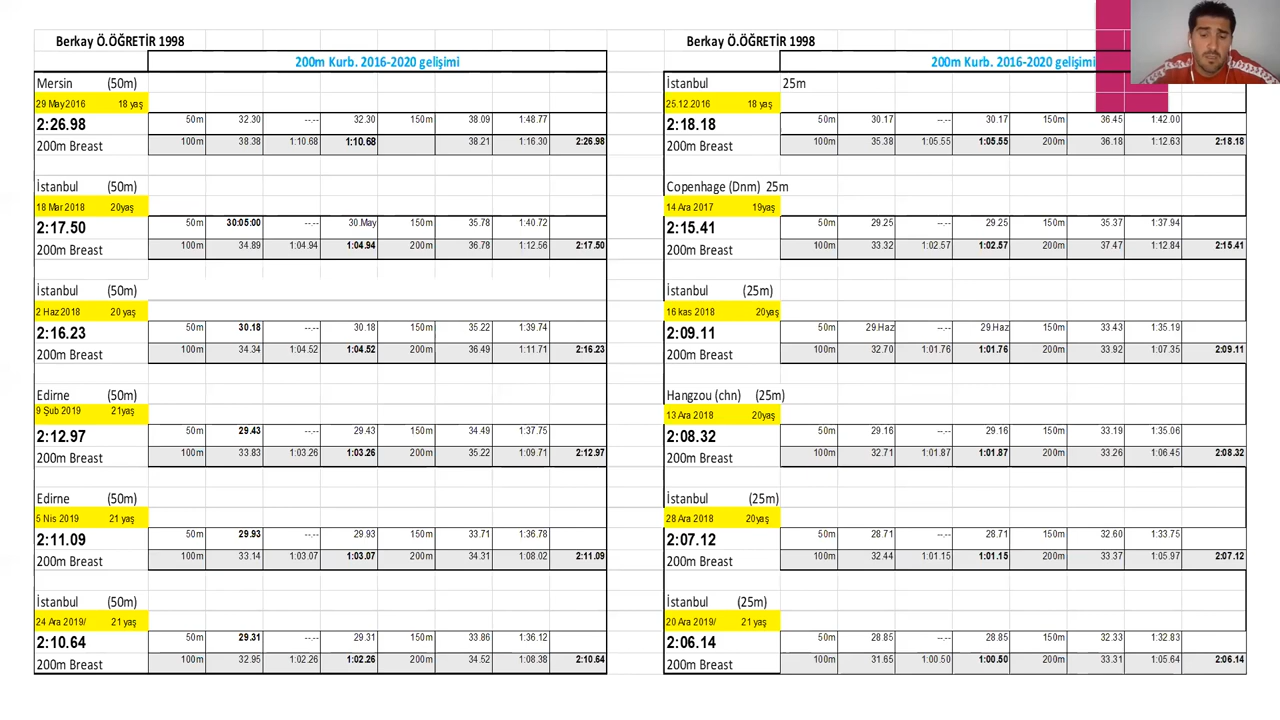 Berkay Ö.ÖĞRETİR 1998
200m Kurb. 2016-2020 gelişimi
Mersin (50m)
29 May2016 18 yaş
2:26.98 50m 32.30 --.-- 32.30 150m 38.09 1:48.77
200m Breast 100m 38.38 1:10.68 1:10.68 38.21 1:16.30 2:26.98
İstanbul (50m)
18 Mar 2018 20yaş
2:17.50 50m 30:05:00 --.-- 30.May 150m 35.78 1:40.72
200m Breast 100m 34.89 1:04.94 1:04.94 200m 36.78 1:12.56 2:17.50
İstanbul (50m)
2 Haz 2018 20 yaş
2:16.23 50m 30.18 --.-- 30.18 150m 35.22 1:39.74
200m Breast 100m 34.34 1:04.52 1:04.52 200m 36.49 1:11.71 2:16.23
Edirne (50m)
9 Şub 2019 21yaş
2:12.97 50m 29.43 --.-- 29.43 150m 34.49 1:37.75
200m Breast 100m 33.83 1:03.26 1:03.26 200m 35.22 1:09.71 2:12.97
Edirne (50m)
5 Nis 2019 21 yaş
2:11.09 50m 29.93 --.-- 29.93 150m 33.71 1:36.78
200m Breast 100m 33.14 1:03.07 1:03.07 200m 34.31 1:08.02 2:11.09
İstanbul (50m)
24 Ara 2019/ 21 yaş
2:10.64 50m 29.31 --.-- 29.31 150m 33.86 1:36.12
200m Breast 100m 32.95 1:02.26 1:02.26 200m 34.52 1:08.38 2:10.64
Berkay Ö.ÖĞRETİR 1998
200m Kurb. 2016-2020 gelişimi
İstanbul 25m
25.12.2016 18 yaş
2:18.18 50m 30.17 --.-- 30.17 150m 36.45 1:42.00
200m Breast 100m 35.38 1:05.55 1:05.55 200m 36.18 1:12.63 2:18.18
Copenhage (Dnm) 25m
14 Ara 2017 19yaş
2:15.41 50m 29.25 --.-- 29.25 150m 35.37 1:37.94
200m Breast 100m 33.32 1:02.57 1:02.57 200m 37.47 1:12.84 2:15.41
İstanbul (25m)
16 kas 2018 20yaş
2:09.11 50m 29.Haz --.-- 29.Haz 150m 33.43 1:35.19
200m Breast 100m 32.70 1:01.76 1:01.76 200m 33.92 1:07.35 2:09.11
Hangzou (chn) (25m)
13 Ara 2018 20yaş
2:08.32 50m 29.16 --.-- 29.16 150m 33.19 1:35.06
200m Breast 100m 32.71 1:01.87 1:01.87 200m 33.26 1:06.45 2:08.32
İstanbul (25m)
28 Ara 2018 20yaş
2:07.12 50m 28.71 --.-- 28.71 150m 32.60 1:33.75
200m Breast 100m 32.44 1:01.15 1:01.15 200m 33.37 1:05.97 2:07.12
İstanbul (25m)
20 Ara 2019/ 21 yaş
2:06.14 50m 28.85 --.-- 28.85 150m 32.33 1:32.83
200m Breast 100m 31.65 1:00.50 1:00.50 200m 33.31 1:05.64 2:06.14